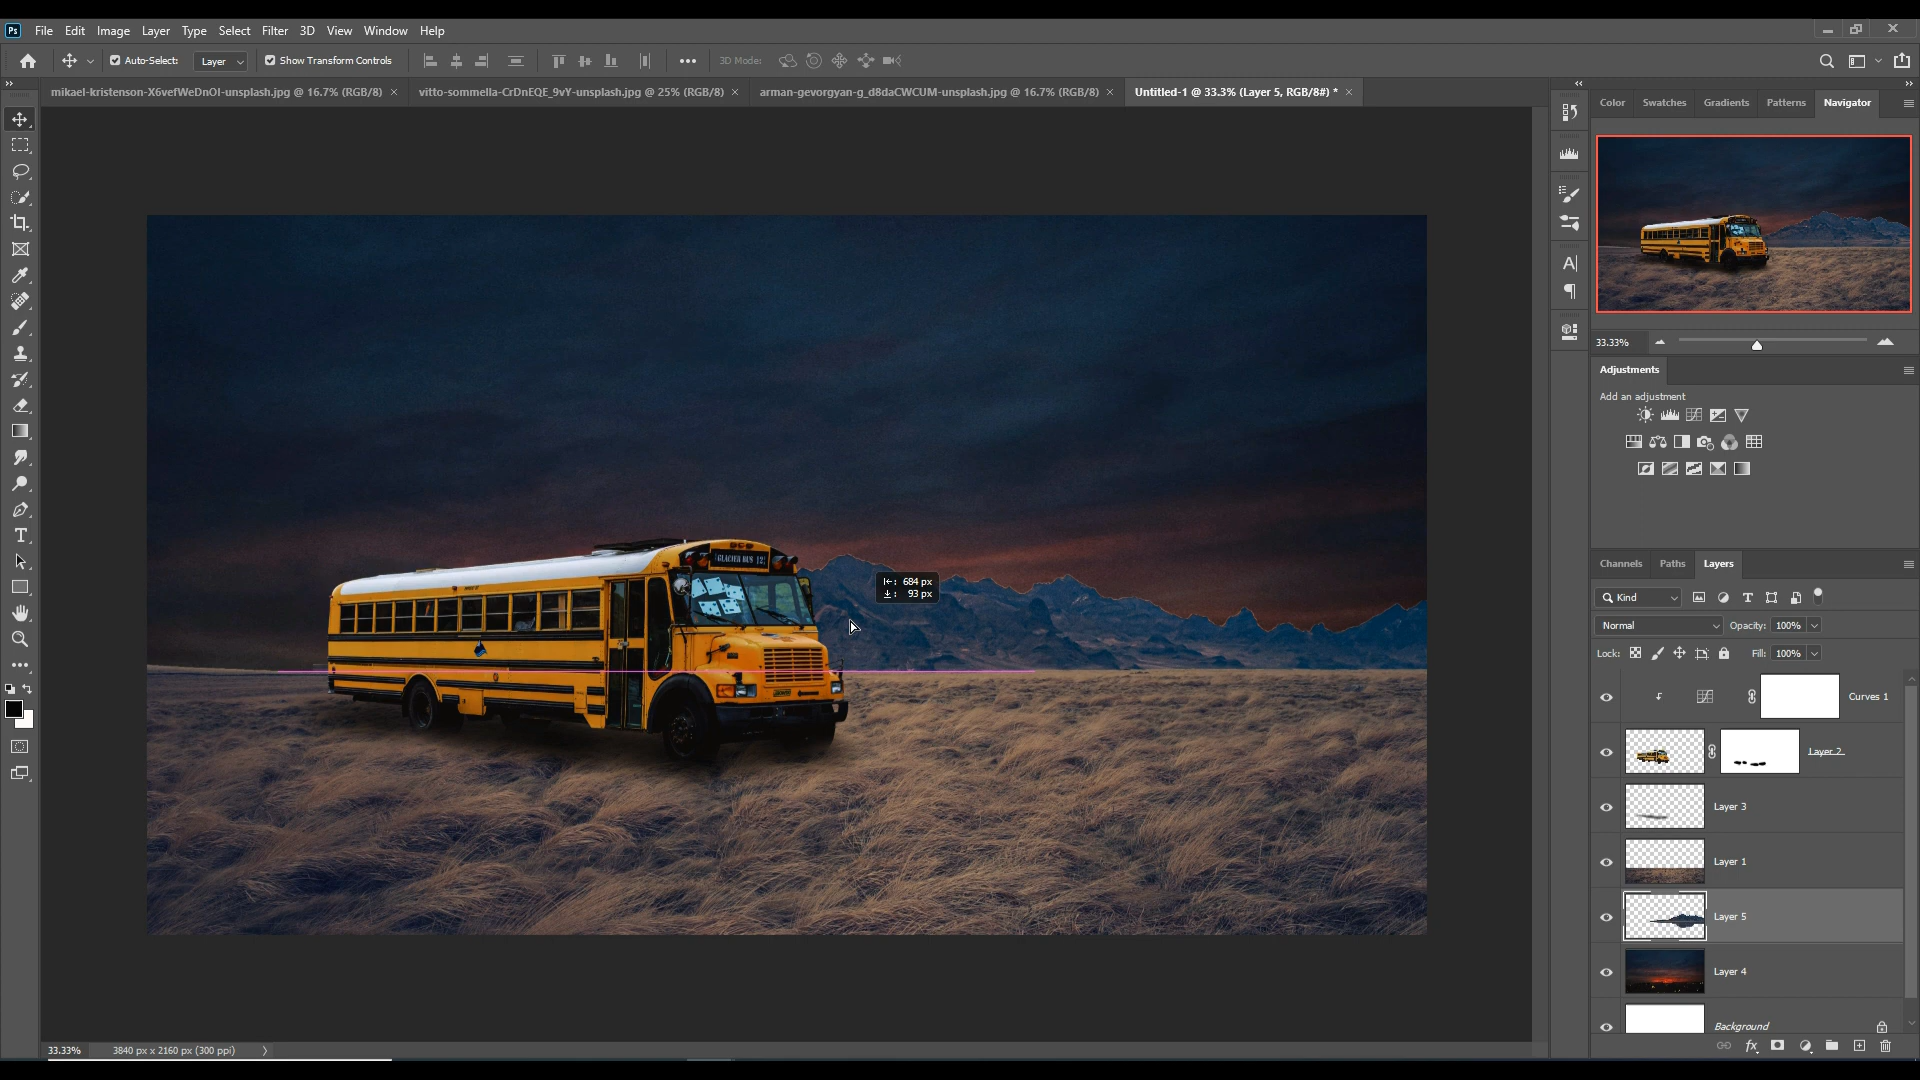 Ps File Edit Image Layer Type Select Filter 3D View Window Help
Auto-Select: Layer Show Transform Controls 3D Mode:
mikael-kristenson-X6vefWeDnOI-unsplash.jpg @ 16.7% (RGB/8) × vitto-sommella-CrDnEQE_9vY-unsplash.jpg @ 25% (RGB/8) × arman-gevorgyan-g_d8daCWCUM-unsplash.jpg @ 16.7% (RGB/8) × Untitled-1 @ 33.3% (Layer 5, RGB/8#) * ×
Color Swatches Gradients Patterns Navigator
33.33%
Adjustments
Add an adjustment
GLACIER BUS 12
684 px
93 px
Channels Paths Layers
Kind
Normal Opacity: 100%
Lock: Fill: 100%
Curves 1
Layer 2
Layer 3
Layer 1
Layer 5
Layer 4
Background
fx
33.33% 3840 px x 2160 px (300 ppi)